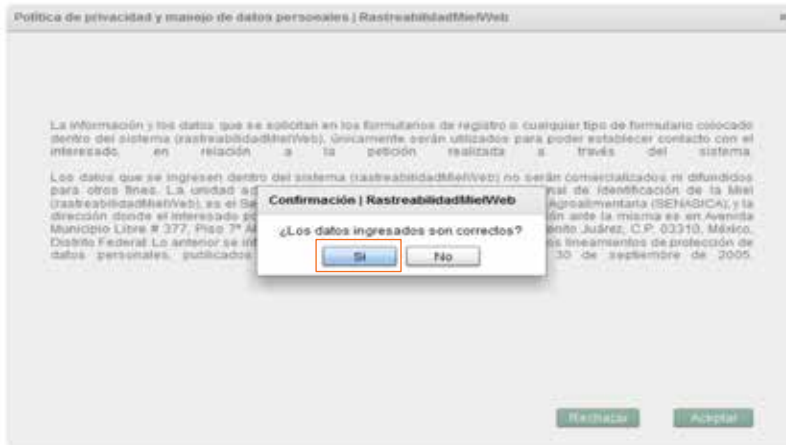 Política de privacidad y manejo de datos personales | RastreabilidadMielWeb
La información y los datos que se solicitan en los formularios de registro o cualquier tipo de formulario colocado
dentro del sistema (rastreabilidadMielWeb), únicamente serán utilizados para poder establecer contacto con el
interesado, en relación a la petición realizada a través del sistema.
Los datos que se ingresen dentro del sistema (rastreabilidadMielWeb) no serán comercializados ni difundidos
para otros fines. La unidad nal de Identificación de la Miel
(rastreabilidadMielWeb), es el Agroalimentaria (SENASICA), y la
dirección donde el interesado ante la misma es en Avenida
Municipio Libre # 377, Piso 7º Juárez, C.P. 03310, México,
Distrito Federal. Lo anterior se lineamientos de protección de
datos personales, publicados 30 de septiembre de 2005.
Confirmación | RastreabilidadMielWeb
¿Los datos ingresados son correctos?
Si No
Rechazar Aceptar